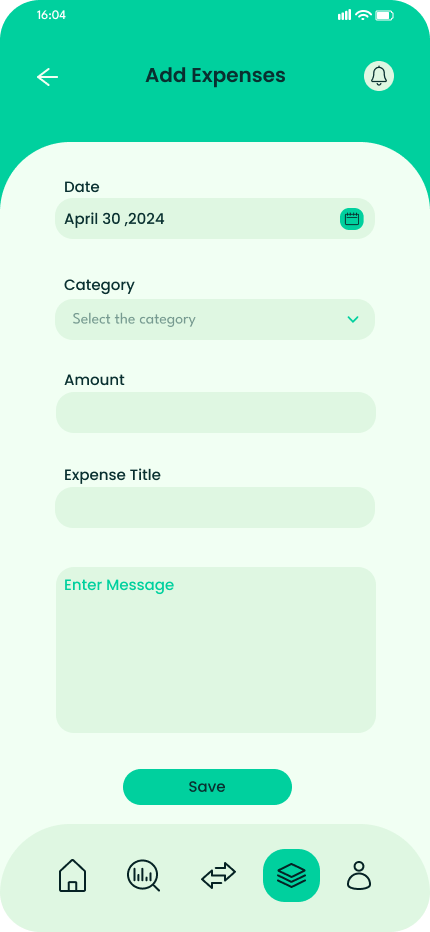 16:04
Add Expenses
Date
April 30 ,2024
Category
Select the category
Amount
Expense Title
Enter Message
Save